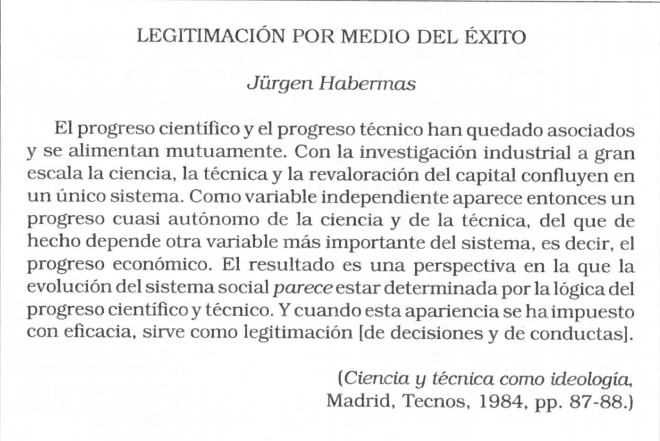 LEGITIMACIÓN POR MEDIO DEL ÉXITO
Jürgen Habermas
El progreso científico y el progreso técnico han quedado asociados
y se alimentan mutuamente. Con la investigación industrial a gran
escala la ciencia, la técnica y la revaloración del capital confluyen en
un único sistema. Como variable independiente aparece entonces un
progreso cuasi autónomo de la ciencia y de la técnica, del que de
hecho depende otra variable más importante del sistema, es decir, el
progreso económico. El resultado es una perspectiva en la que la
evolución del sistema social parece estar determinada por la lógica del
progreso científico y técnico. Y cuando esta apariencia se ha impuesto
con eficacia, sirve como legitimación [de decisiones y de conductas].
(Ciencia y técnica como ideología,
Madrid, Tecnos, 1984, pp. 87-88.)